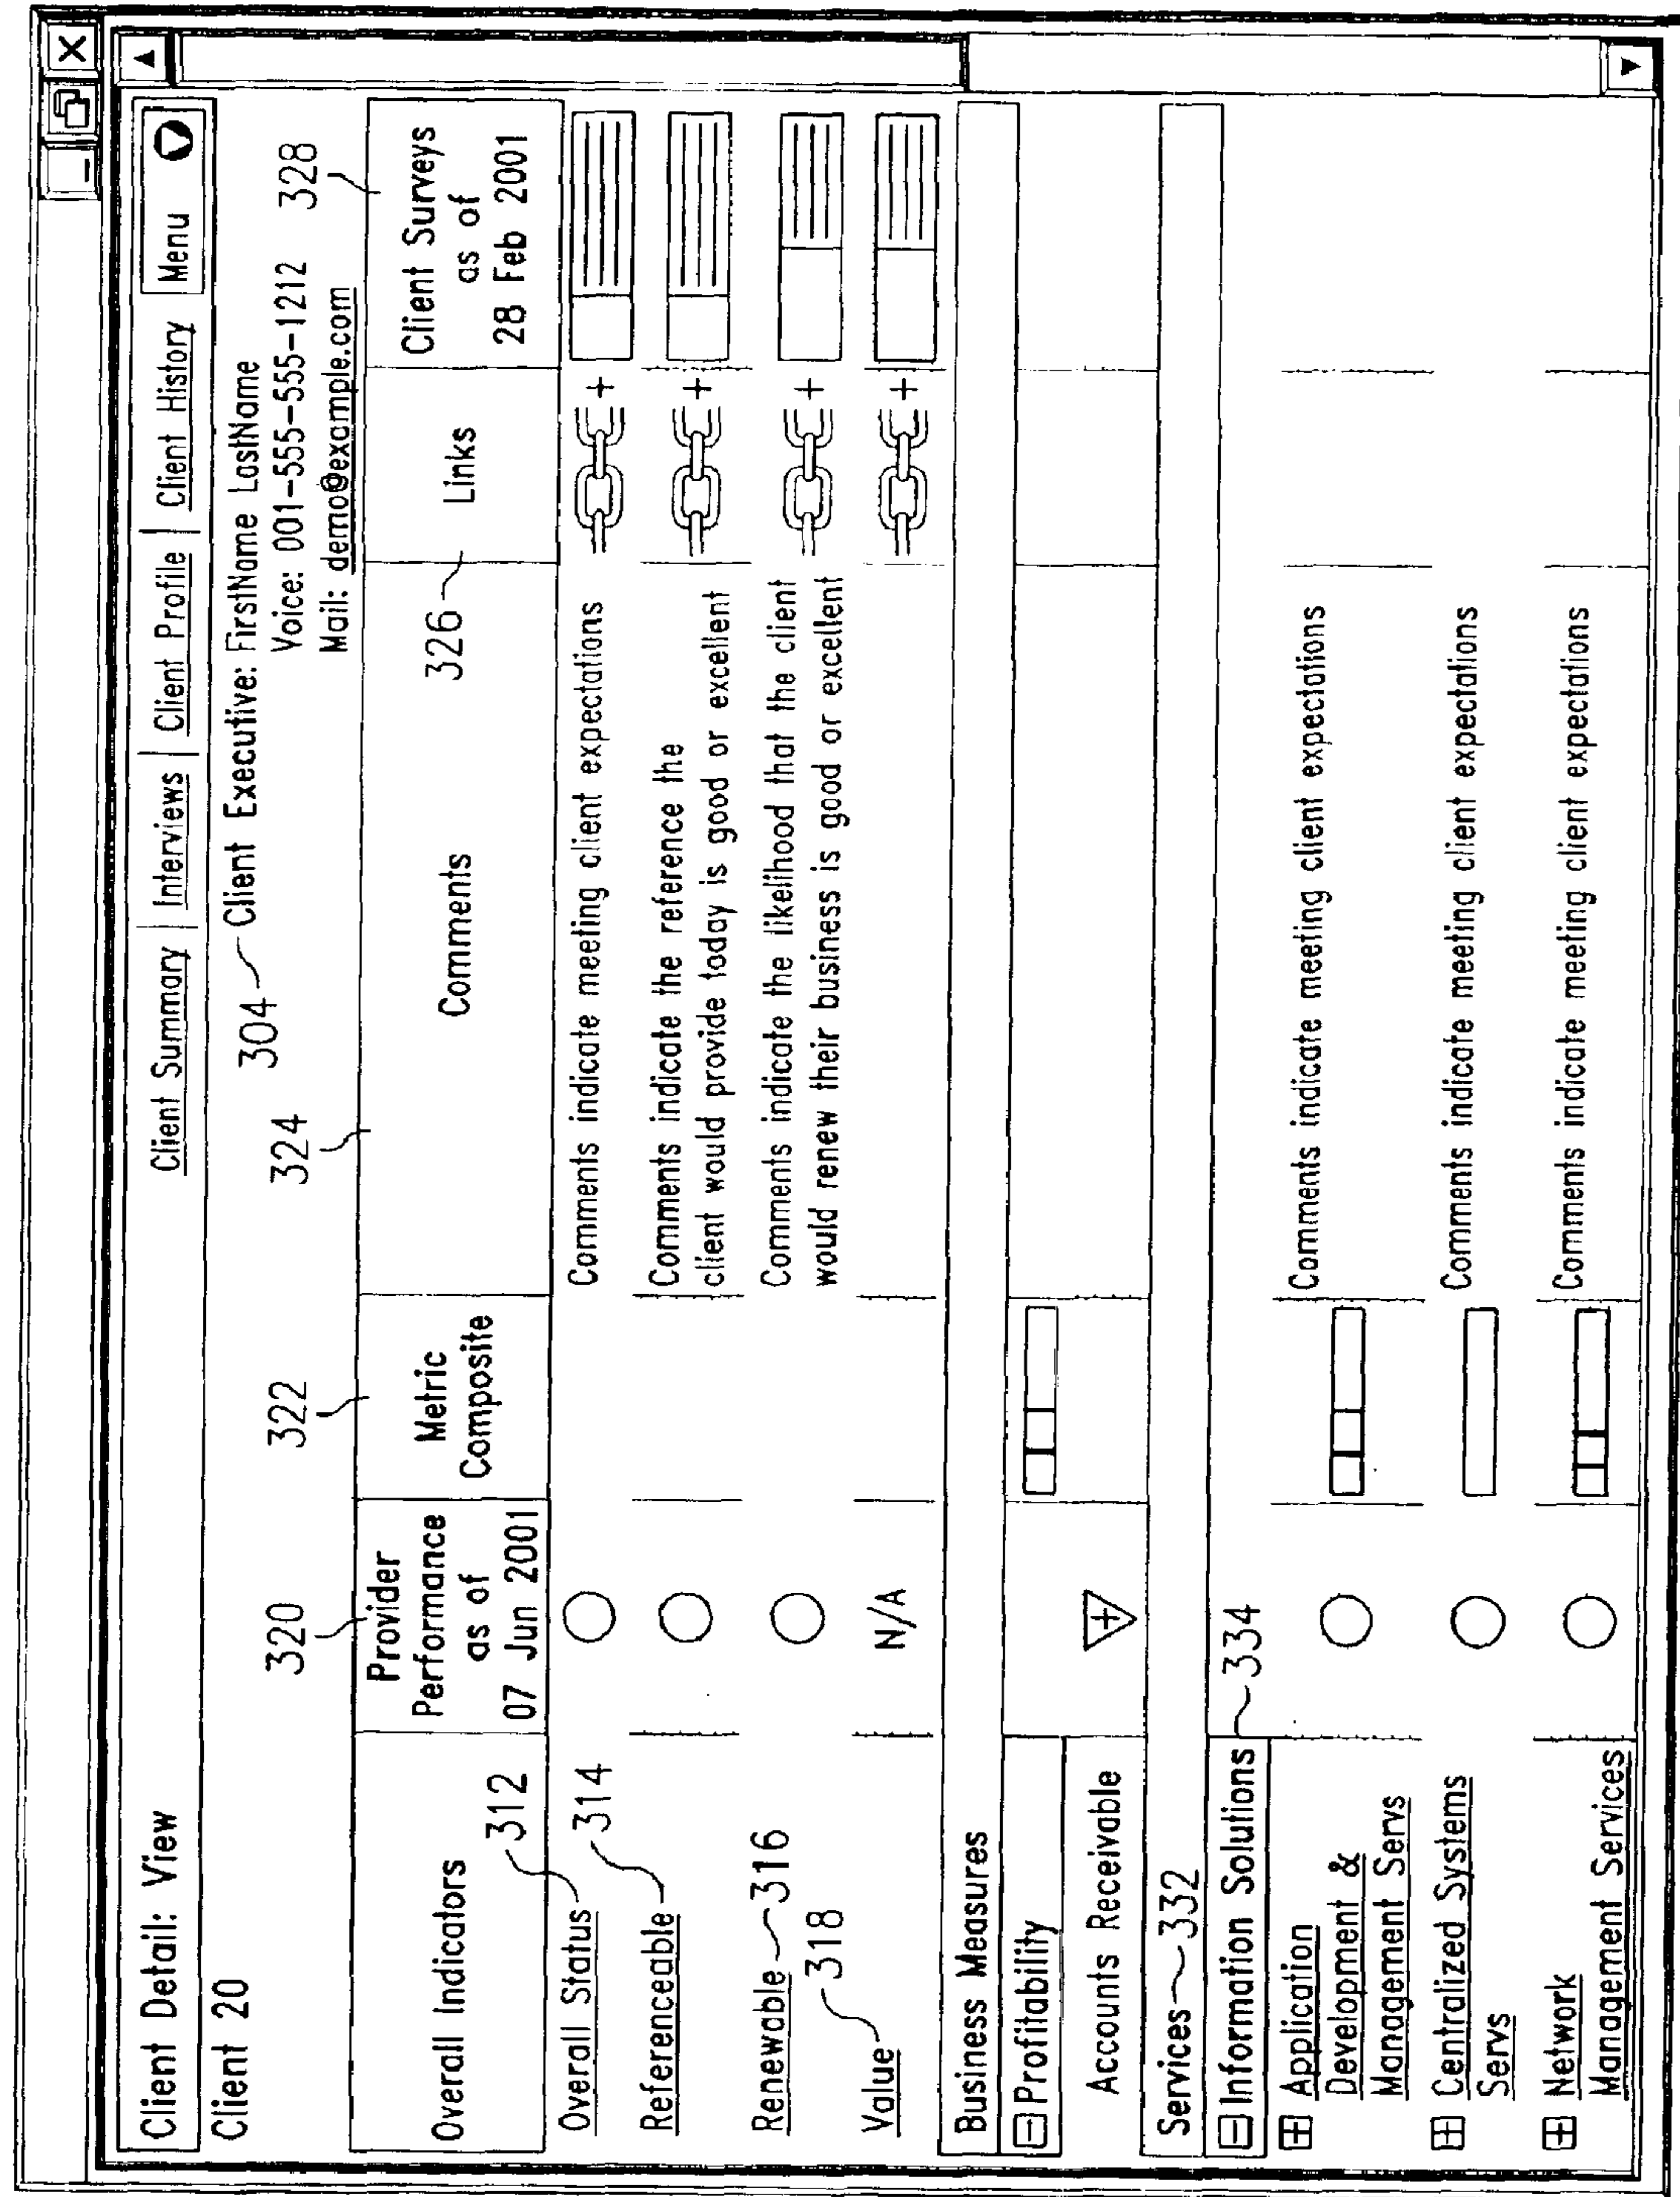 Client Detail: View
Client Summary | Interviews | Client Profile | Client History | Menu
Client 20
304 Client Executive: FirstName LastName
Voice: 001-555-555-1212
Mail: demo@example.com
320 322 324 326 328
Overall Indicators
Provider
Performance
as of
07 Jun 2001
Metric
Composite
Comments
Links
Client Surveys
as of
28 Feb 2001
312
Overall Status
Comments indicate meeting client expectations
+
314
Referenceable
Comments indicate the reference the
client would provide today is good or excellent
+
Renewable 316
Comments indicate the likelihood that the client
would renew their business is good or excellent
+
318
Value
N/A
+
Business Measures
Profitability
Accounts Receivable
+
Services 332
Information Solutions 334
Application
Development &
Management Servs
Comments indicate meeting client expectations
Centralized Systems
Servs
Comments indicate meeting client expectations
Network
Management Services
Comments indicate meeting client expectations